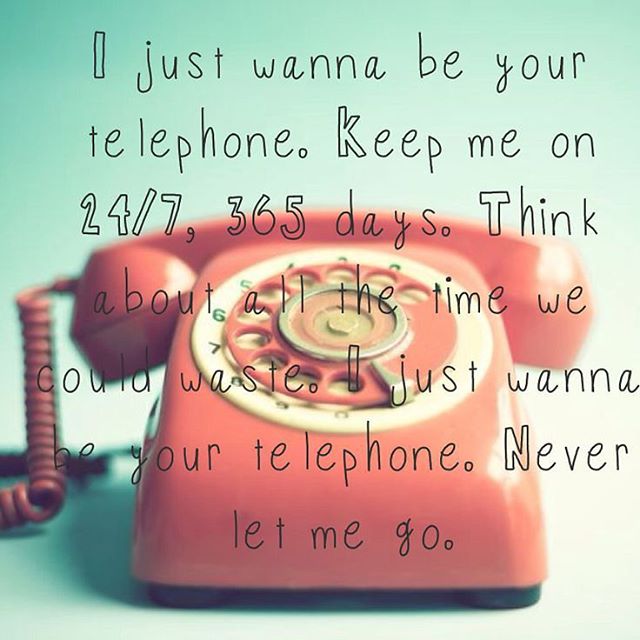 I just wanna be your
telephone. Keep me on
24/7, 365 days. Think
about all the time we
could waste. I just wanna
be your telephone. Never
let me go.